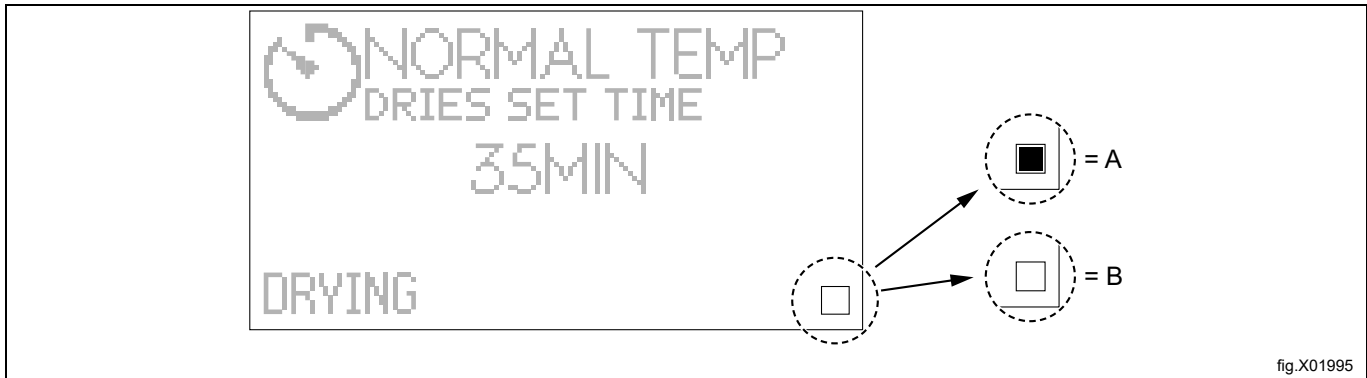 NORMAL TEMP
DRIES SET TIME
35MIN
DRYING
= A
= B
fig.X01995